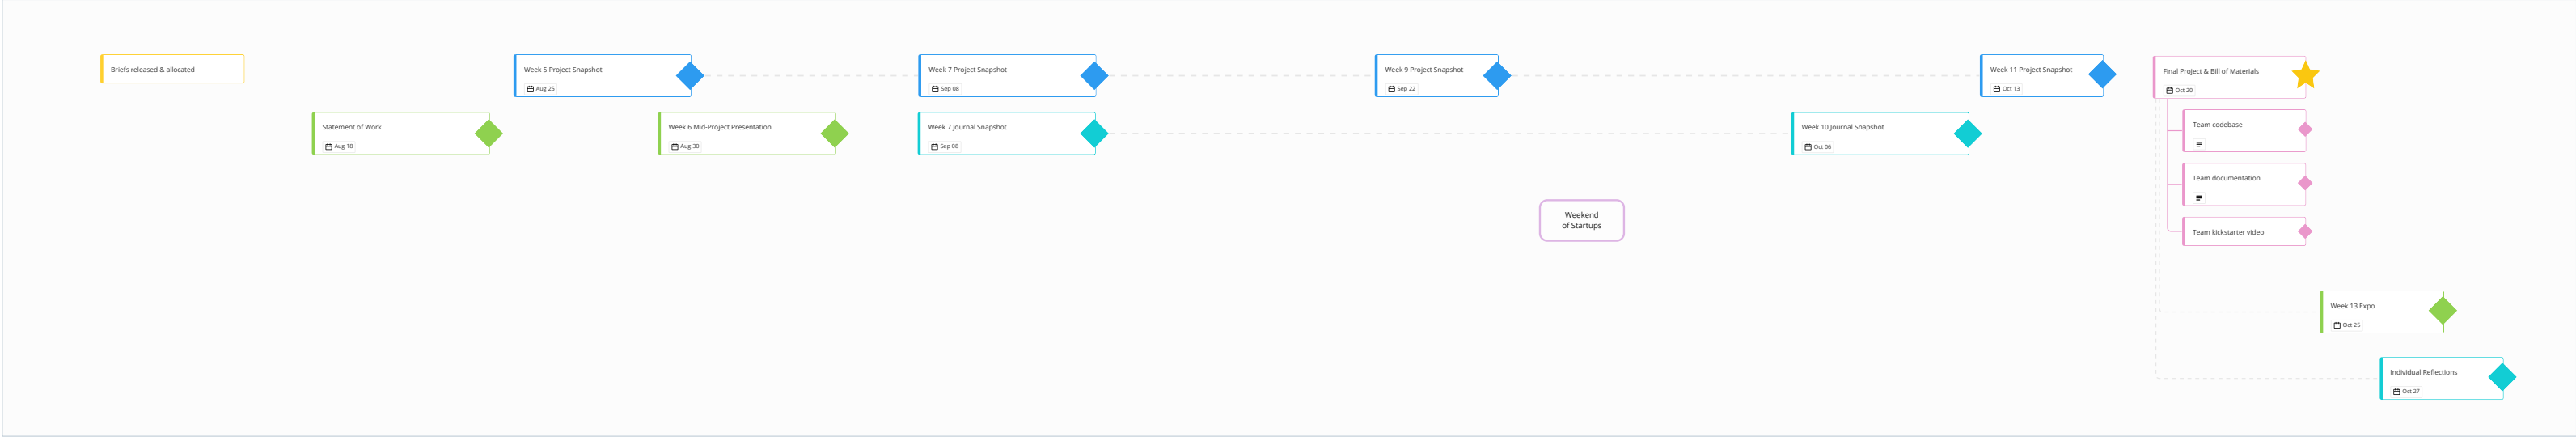 Briefs released & allocated
Week 5 Project Snapshot
Aug 25
Week 7 Project Snapshot
Sep 08
Week 9 Project Snapshot
Sep 22
Week 11 Project Snapshot
Oct 13
Final Project & Bill of Materials
Oct 20
Statement of Work
Aug 18
Week 6 Mid-Project Presentation
Aug 30
Week 7 Journal Snapshot
Sep 08
Week 10 Journal Snapshot
Oct 06
Team codebase
Team documentation
Team kickstarter video
Weekend
of Startups
Week 13 Expo
Oct 25
Individual Reflections
Oct 27